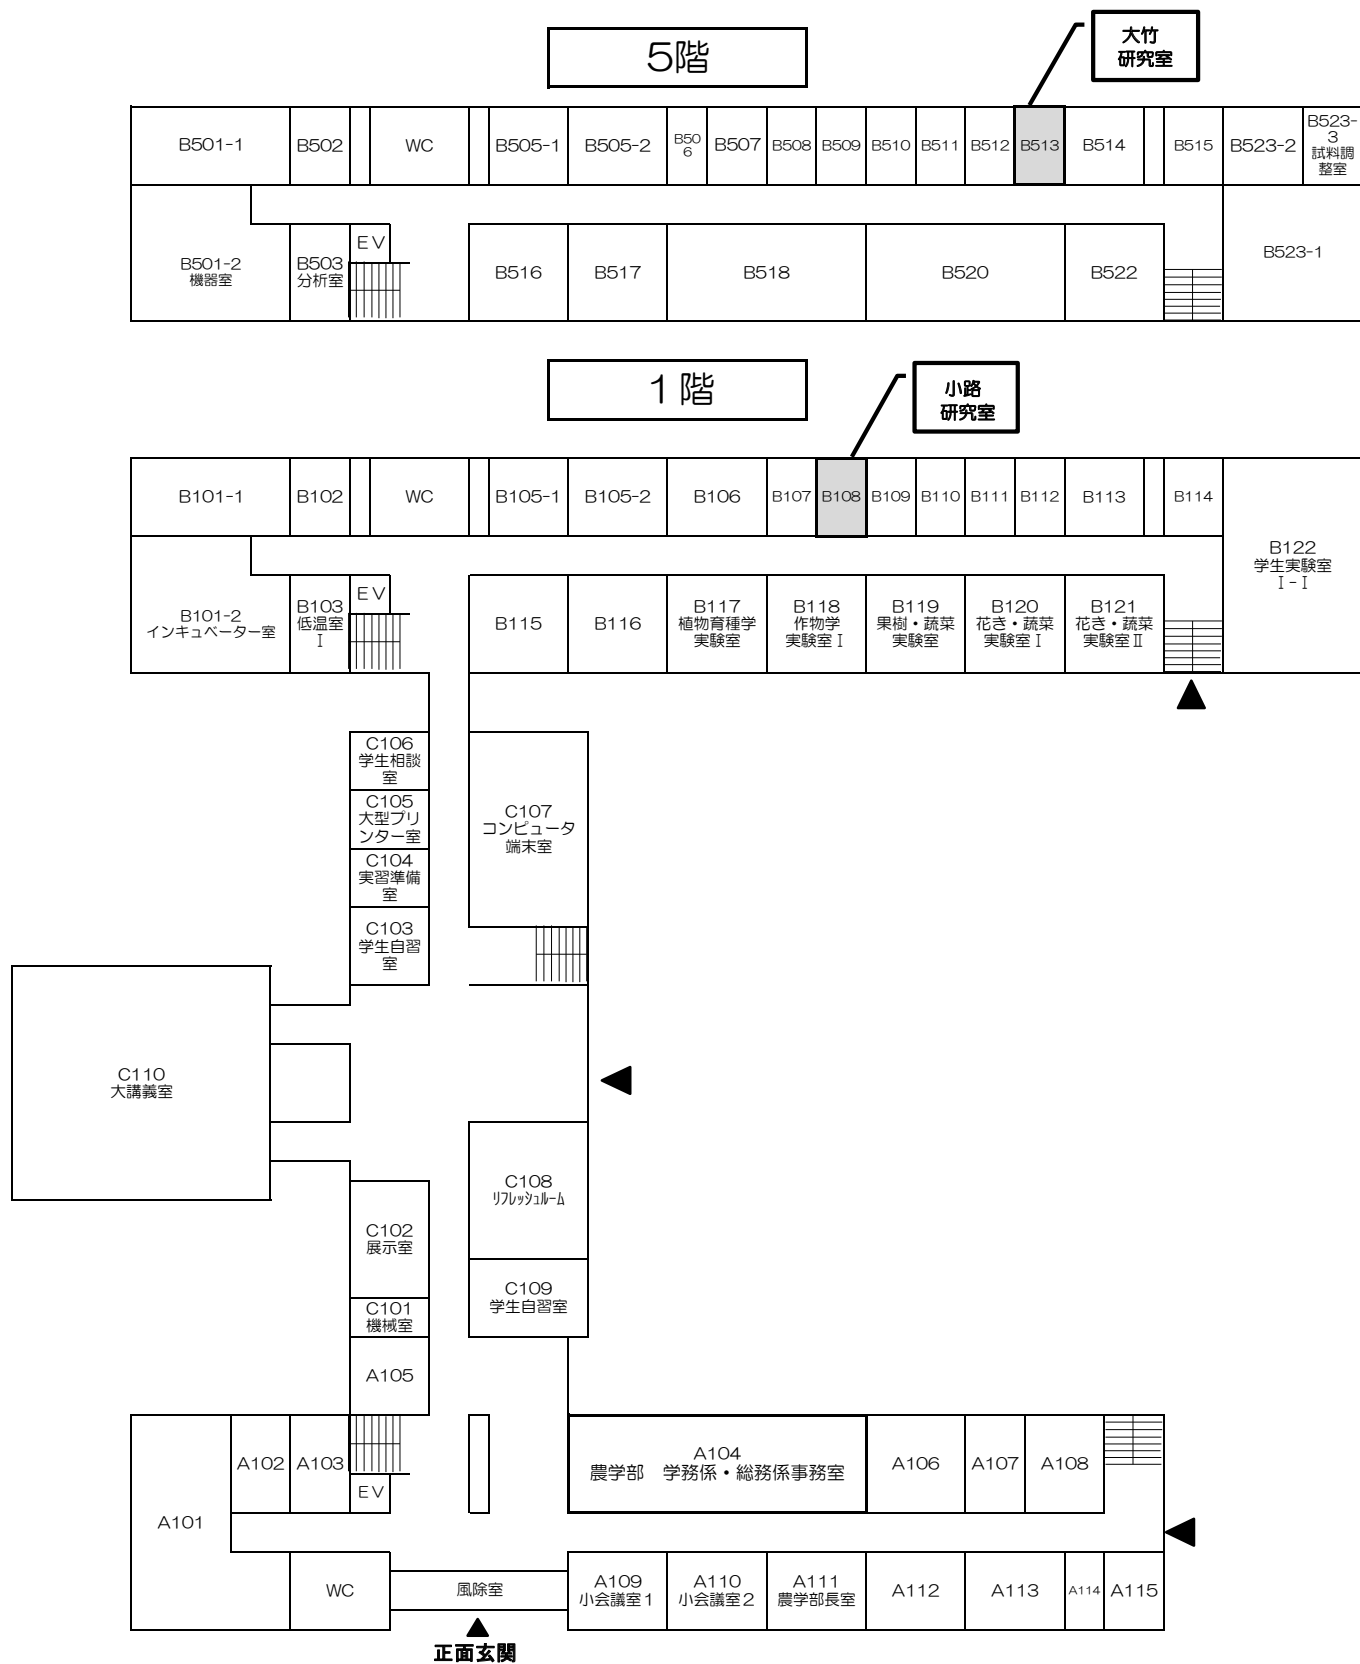 5階
大竹
研究室
B501-1
B502
WC
B505-1
B505-2
B50
6
B507
B508
B509
B510
B511
B512
B513
B514
B515
B523-2
B523-
3
試料調
整室
B501-2
機器室
B503
分析室
EV
B516
B517
B518
B520
B522
B523-1
1階
小路
研究室
B101-1
B102
WC
B105-1
B105-2
B106
B107
B108
B109
B110
B111
B112
B113
B114
B122
学生実験室
Ⅰ-Ⅰ
B101-2
インキュベーター室
B103
低温室
Ⅰ
EV
B115
B116
B117
植物育種学
実験室
B118
作物学
実験室Ⅰ
B119
果樹・蔬菜
実験室
B120
花き・蔬菜
実験室Ⅰ
B121
花き・蔬菜
実験室Ⅱ
C106
学生相談
室
C105
大型プリ
ンター室
C104
実習準備
室
C103
学生自習
室
C107
コンピュータ
端末室
C110
大講義室
C108
ﾘﾌﾚｯｼｭﾙｰﾑ
C102
展示室
C109
学生自習室
C101
機械室
A105
A101
A102
A103
EV
A104
農学部　学務係・総務係事務室
A106
A107
A108
WC
風除室
A109
小会議室1
A110
小会議室2
A111
農学部長室
A112
A113
A114
A115
正面玄関